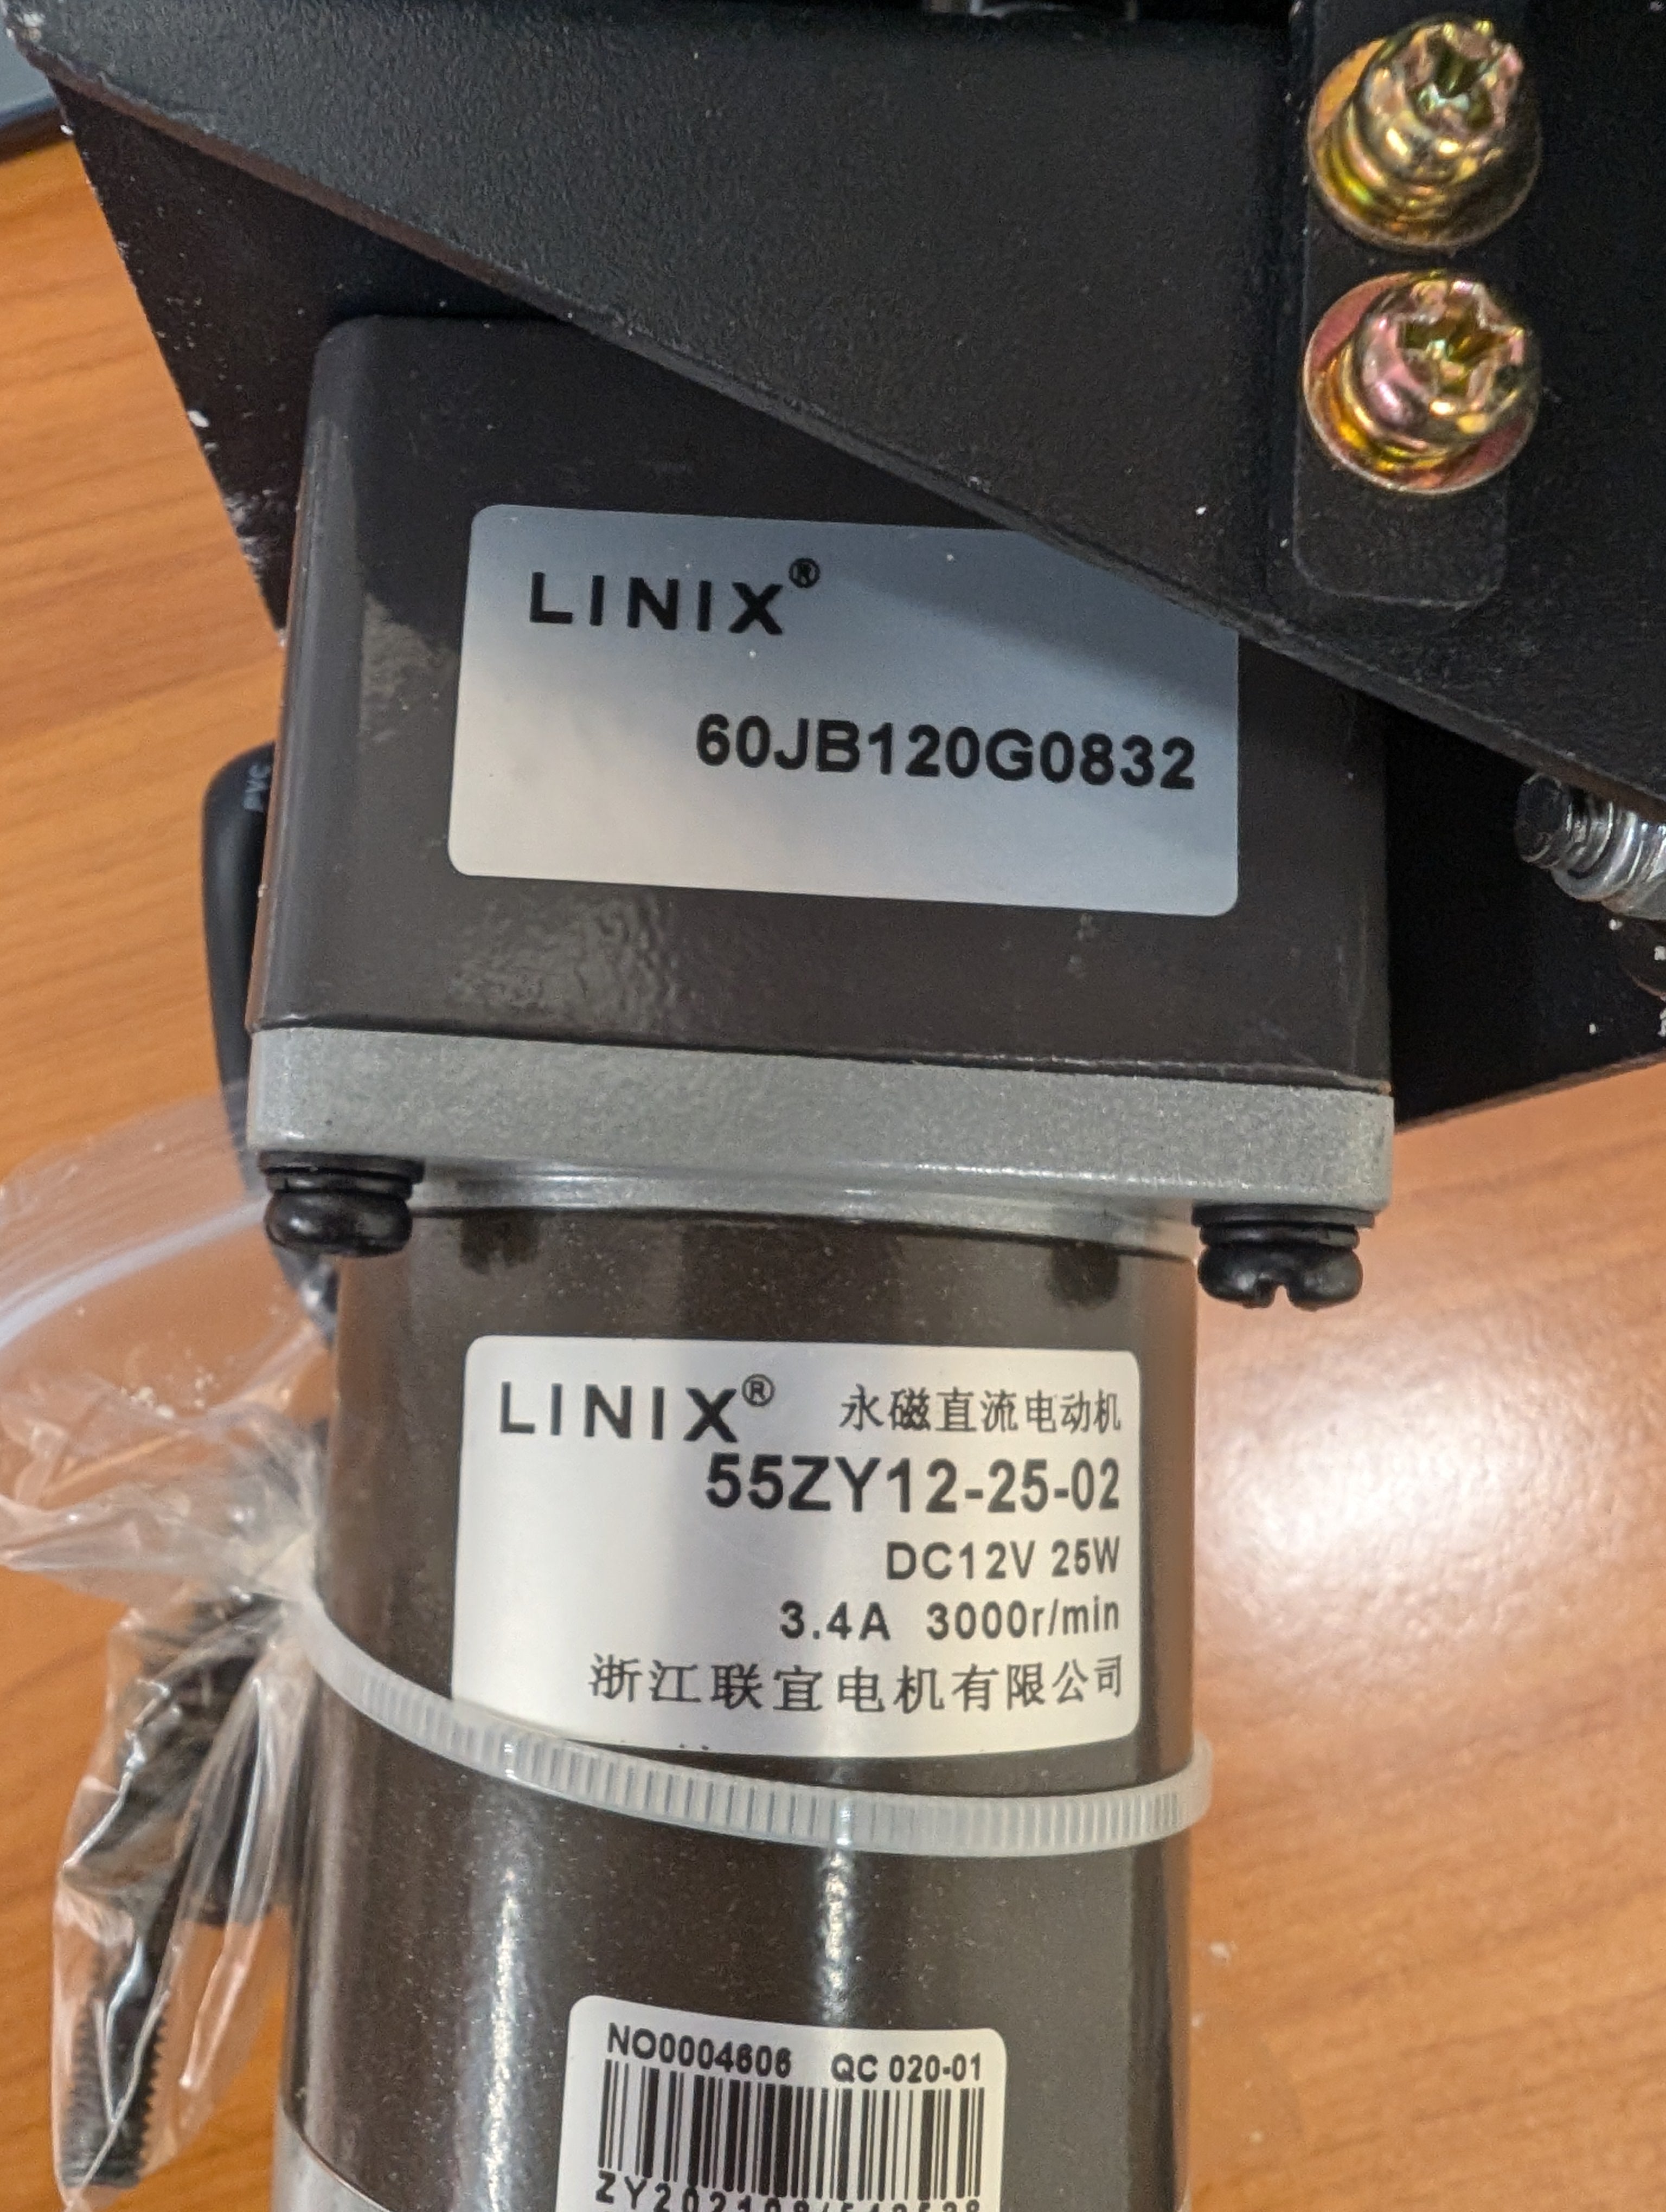 LINIX®
60JB120G0832
PVC
LINIX® 永磁直流电动机
55ZY12-25-02
DC12V 25W
3.4A 3000r/min
浙江联宜电机有限公司
NO0004606 QC 020-01